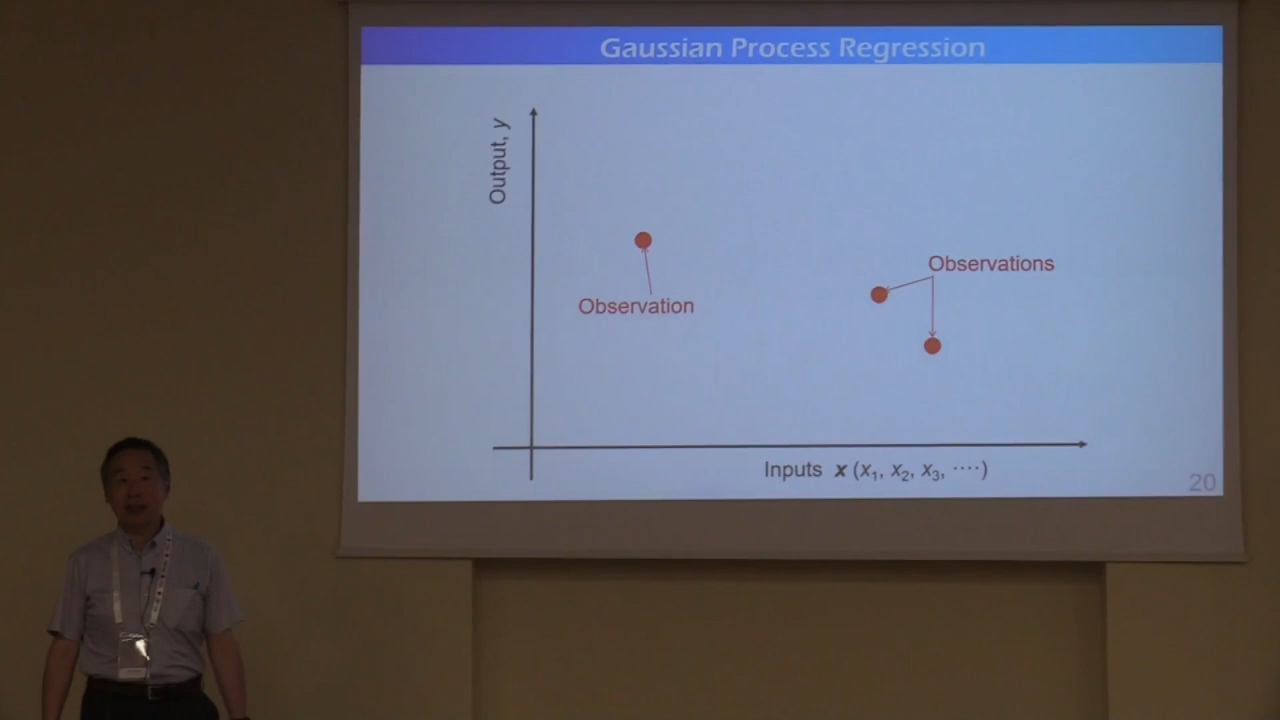 Gaussian Process Regression
Output, y
Observations
Observation
Inputs x (x₁, x₂, x₃, ····)
20